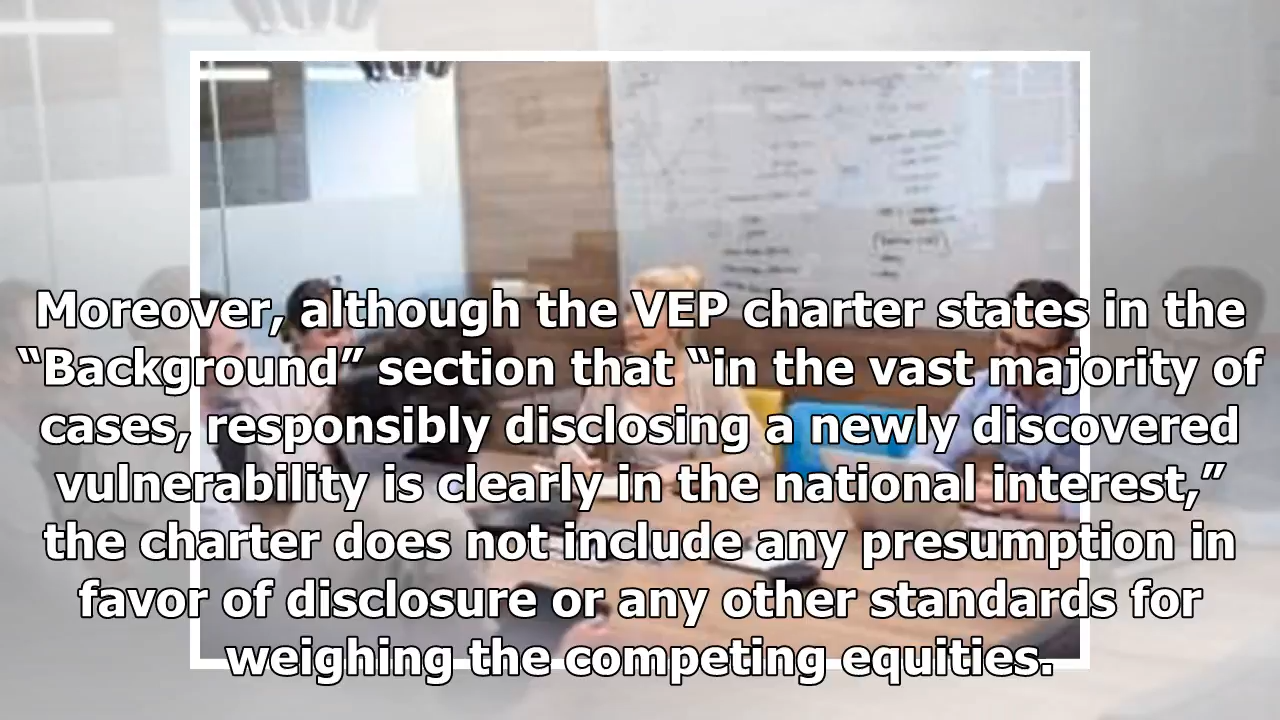 Moreover, although the VEP charter states in the
“Background” section that “in the vast majority of
cases, responsibly disclosing a newly discovered
vulnerability is clearly in the national interest,”
the charter does not include any presumption in
favor of disclosure or any other standards for
weighing the competing equities.